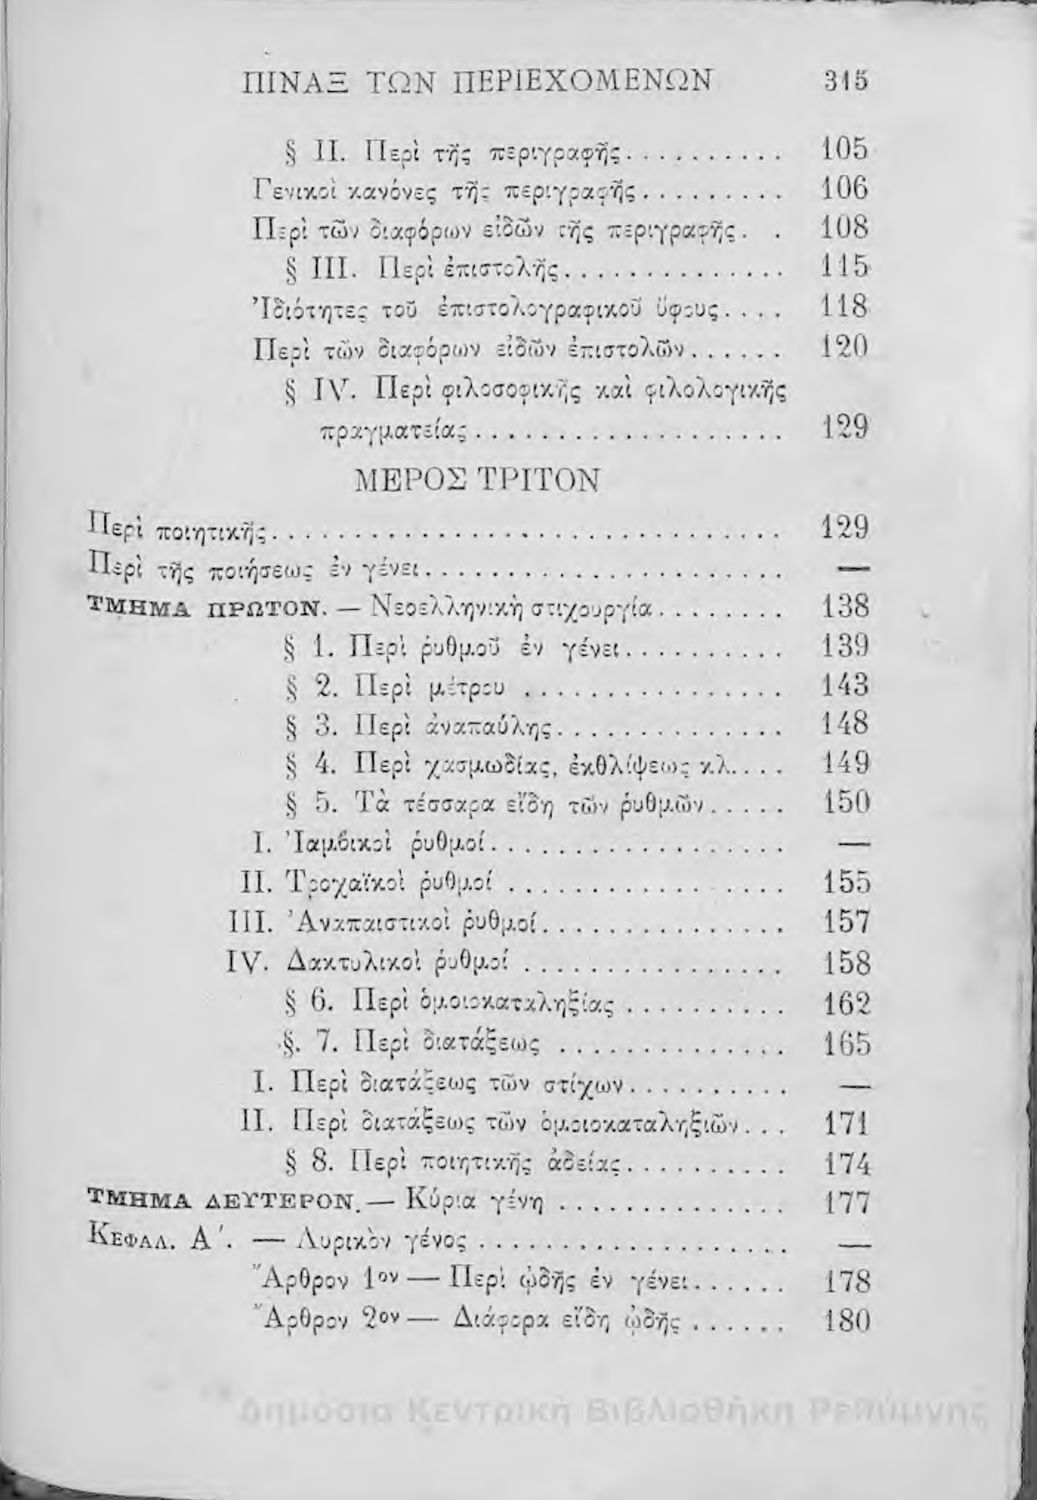 ΠΙΝΑΞ ΤΩΝ ΠΕΡΙΕΧΟΜΕΝΩΝ 315
§ II. Περὶ τῆς περιγραφῆς. . . . . . . . . . 105
Γενικοὶ κανόνες τῆς περιγραφῆς. . . . . . . . . 106
Περὶ τῶν διαφόρων εἰδῶν τῆς περιγραφῆς. . 108
§ III. Περὶ ἐπιστολῆς. . . . . . . . . . . . . . 115
Ἰδιότητες τοῦ ἐπιστολογραφικοῦ ὕφους. . . . 118
Περὶ τῶν διαφόρων εἰδῶν ἐπιστολῶν. . . . . . 120
§ IV. Περὶ φιλοσοφικῆς καὶ φιλολογικῆς
πραγματείας . . . . . . . . . . . . . . . . . . . 129
ΜΕΡΟΣ ΤΡΙΤΟΝ
Περὶ ποιητικῆς. . . . . . . . . . . . . . . . . . . . . . . . . . . . . . . 129
Περὶ τῆς ποιήσεως ἐν γένει. . . . . . . . . . . . . . . . . . . . . . —
ΤΜΗΜΑ ΠΡΩΤΟΝ. — Νεοελληνικὴ στιχουργία. . . . . . . . 138
§ 1. Περὶ ῥυθμοῦ ἐν γένει. . . . . . . . . . 139
§ 2. Περὶ μέτρου . . . . . . . . . . . . . . . . 143
§ 3. Περὶ ἀναπαύλης. . . . . . . . . . . . . . 148
§ 4. Περὶ χασμωδίας, ἐκθλίψεως κλ. . . . 149
§ 5. Τὰ τέσσαρα εἴδη τῶν ῥυθμῶν. . . . . 150
I. Ἰαμβικοὶ ῥυθμοί. . . . . . . . . . . . . . . . . . —
II. Τροχαϊκοὶ ῥυθμοί . . . . . . . . . . . . . . . . . 155
III. Ἀναπαιστικοὶ ῥυθμοί. . . . . . . . . . . . . . . 157
IV. Δακτυλικοὶ ῥυθμοί . . . . . . . . . . . . . . . . 158
§ 6. Περὶ ὁμοιοκαταληξίας . . . . . . . . . . 162
§. 7. Περὶ διατάξεως . . . . . . . . . . . . . . 165
I. Περὶ διατάξεως τῶν στίχων. . . . . . . . . . —
II. Περὶ διατάξεως τῶν ὁμοιοκαταληξιῶν. . . 171
§ 8. Περὶ ποιητικῆς ἀδείας. . . . . . . . . . 174
ΤΜΗΜΑ ΔΕΥΤΕΡΟΝ. — Κύρια γένη . . . . . . . . . . . . . . 177
ΚΕΦΑΛ. Α΄. — Λυρικὸν γένος . . . . . . . . . . . . . . . . . . . —
Ἄρθρον 1ον — Περὶ ᾠδῆς ἐν γένει. . . . . . 178
Ἄρθρον 2ον — Διάφορα εἴδη ᾠδῆς . . . . . . 180
Δημόσια Κεντρική Βιβλιοθήκη Ρεθύμνης